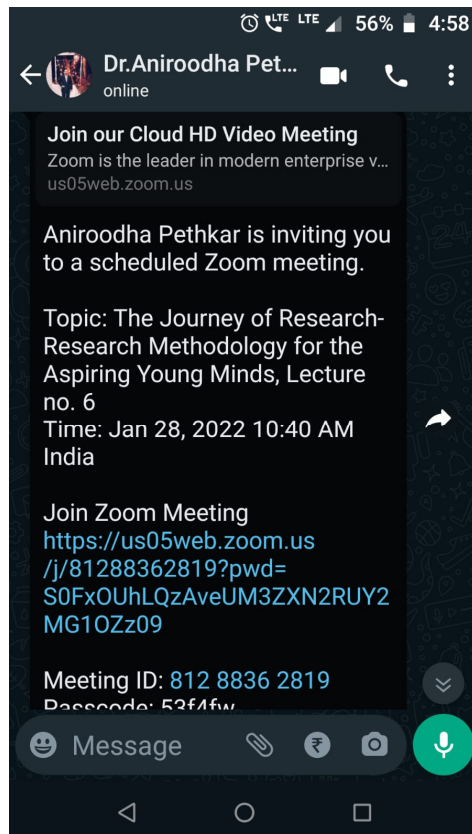 LTE LTE 56% 4:58
Dr.Aniroodha Pet...
online
Join our Cloud HD Video Meeting
Zoom is the leader in modern enterprise v...
us05web.zoom.us
Aniroodha Pethkar is inviting you
to a scheduled Zoom meeting.
Topic: The Journey of Research-
Research Methodology for the
Aspiring Young Minds, Lecture
no. 6
Time: Jan 28, 2022 10:40 AM
India
Join Zoom Meeting
https://us05web.zoom.us
/j/81288362819?pwd=
S0FxOUhLQzAveUM3ZXN2RUY2
MG1OZz09
Meeting ID: 812 8836 2819
Passcode: 53f4fw
Message ₹